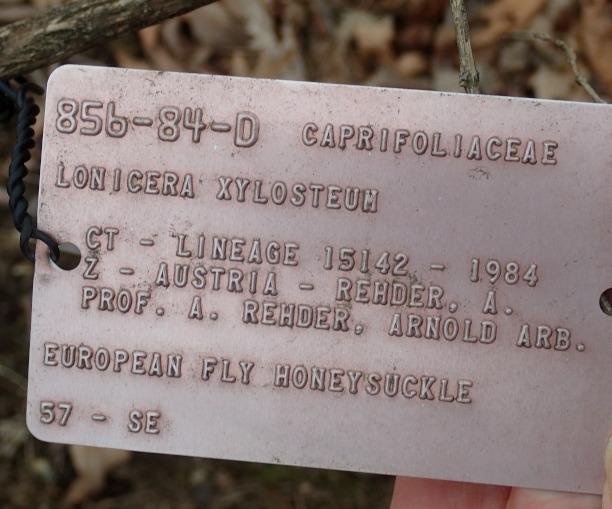 856-84-D CAPRIFOLIACEAE
LONICERA XYLOSTEUM
CT - LINEAGE 15142 - 1984
Z - AUSTRIA - REHDER, A.
PROF. A. REHDER, ARNOLD ARB.
EUROPEAN FLY HONEYSUCKLE
57 - SE